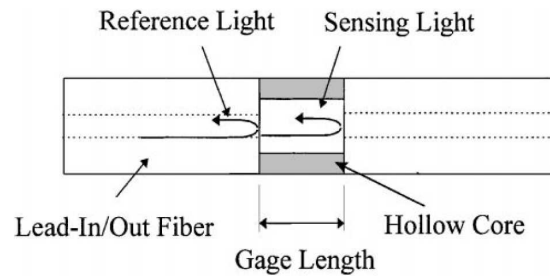 Reference Light
Sensing Light
Lead-In/Out Fiber
Hollow Core
Gage Length